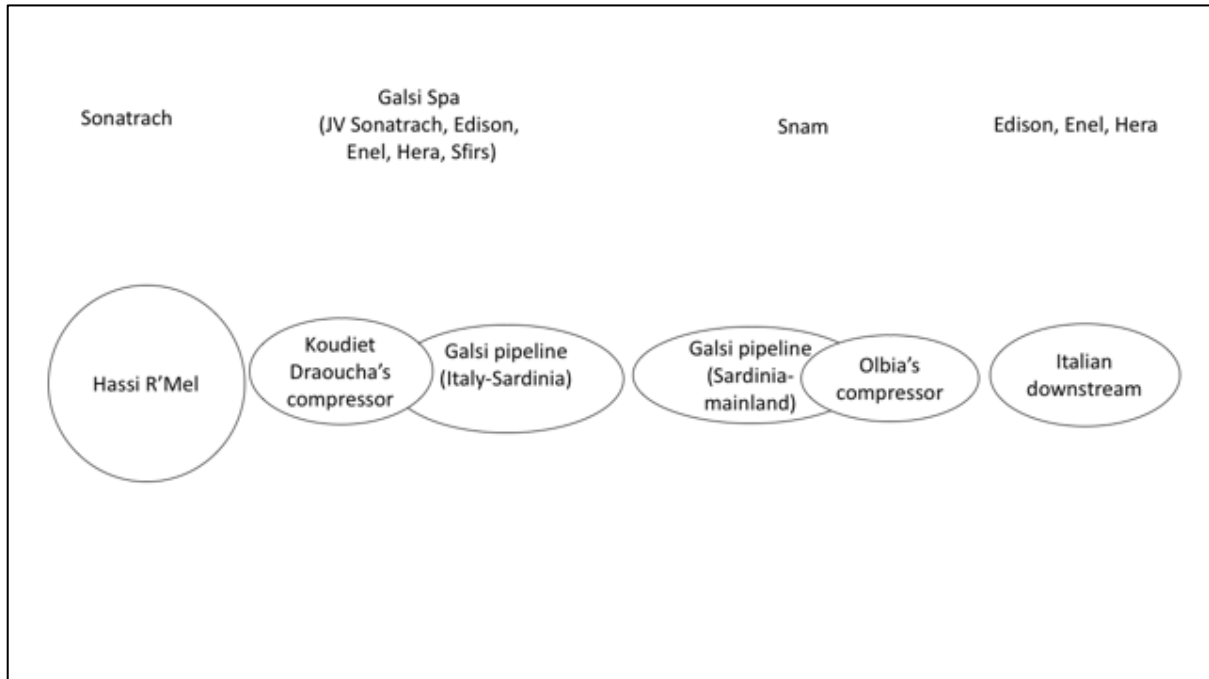 Sonatrach
Galsi Spa
(JV Sonatrach, Edison,
Enel, Hera, Sfirs)
Snam
Edison, Enel, Hera
Hassi R’Mel
Koudiet
Draoucha’s
compressor
Galsi pipeline
(Italy-Sardinia)
Galsi pipeline
(Sardinia-
mainland)
Olbia’s
compressor
Italian
downstream